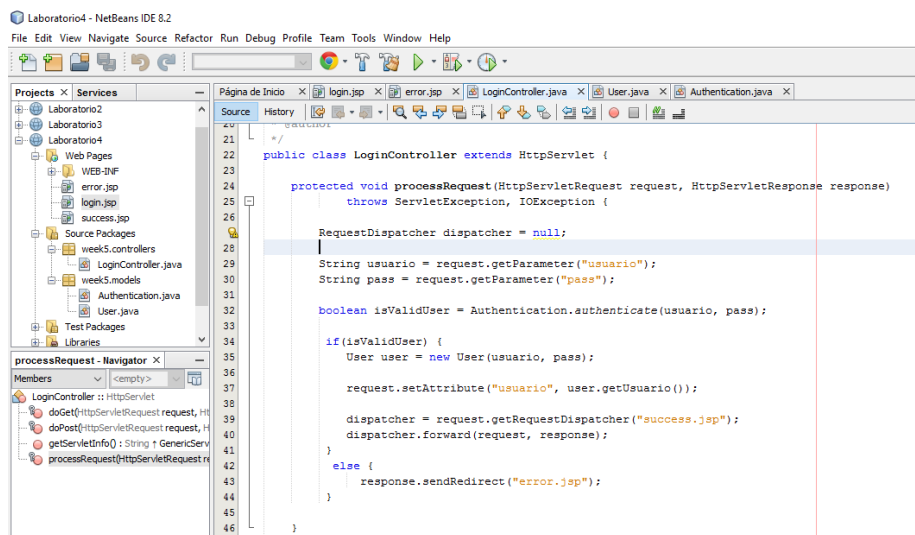 Laboratorio4 - NetBeans IDE 8.2
File Edit View Navigate Source Refactor Run Debug Profile Team Tools Window Help
Projects × Services
Laboratorio2
Laboratorio3
Laboratorio4
Web Pages
WEB-INF
error.jsp
login.jsp
success.jsp
Source Packages
week5.controllers
LoginController.java
week5.models
Authentication.java
User.java
Test Packages
Libraries
processRequest - Navigator ×
Members <empty>
LoginController :: HttpServlet
doGet(HttpServletRequest request, Ht
doPost(HttpServletRequest request, H
getServletInfo() : String ↑ GenericServ
processRequest(HttpServletRequest re
Página de Inicio × login.jsp × error.jsp × LoginController.java × User.java × Authentication.java ×
Source History
20 * @author
21 */
22 public class LoginController extends HttpServlet {
23
24 protected void processRequest(HttpServletRequest request, HttpServletResponse response)
25 throws ServletException, IOException {
26
RequestDispatcher dispatcher = null;
28
29 String usuario = request.getParameter("usuario");
30 String pass = request.getParameter("pass");
31
32 boolean isValidUser = Authentication.authenticate(usuario, pass);
33
34 if(isValidUser) {
35 User user = new User(usuario, pass);
36
37 request.setAttribute("usuario", user.getUsuario());
38
39 dispatcher = request.getRequestDispatcher("success.jsp");
40 dispatcher.forward(request, response);
41 }
42 else {
43 response.sendRedirect("error.jsp");
44 }
45
46 }